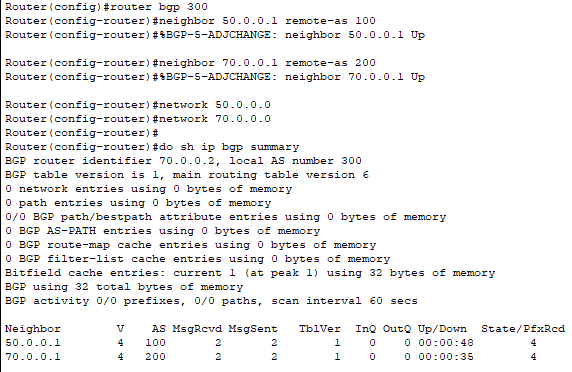 Router(config)#router bgp 300
Router(config-router)#neighbor 50.0.0.1 remote-as 100
Router(config-router)#%BGP-5-ADJCHANGE: neighbor 50.0.0.1 Up
Router(config-router)#neighbor 70.0.0.1 remote-as 200
Router(config-router)#%BGP-5-ADJCHANGE: neighbor 70.0.0.1 Up
Router(config-router)#network 50.0.0.0
Router(config-router)#network 70.0.0.0
Router(config-router)#
Router(config-router)#do sh ip bgp summary
BGP router identifier 70.0.0.2, local AS number 300
BGP table version is 1, main routing table version 6
0 network entries using 0 bytes of memory
0 path entries using 0 bytes of memory
0/0 BGP path/bestpath attribute entries using 0 bytes of memory
0 BGP AS-PATH entries using 0 bytes of memory
0 BGP route-map cache entries using 0 bytes of memory
0 BGP filter-list cache entries using 0 bytes of memory
Bitfield cache entries: current 1 (at peak 1) using 32 bytes of memory
BGP using 32 total bytes of memory
BGP activity 0/0 prefixes, 0/0 paths, scan interval 60 secs
Neighbor V AS MsgRcvd MsgSent TblVer InQ OutQ Up/Down State/PfxRcd
50.0.0.1 4 100 2 2 1 0 0 00:00:48 4
70.0.0.1 4 200 2 2 1 0 0 00:00:35 4